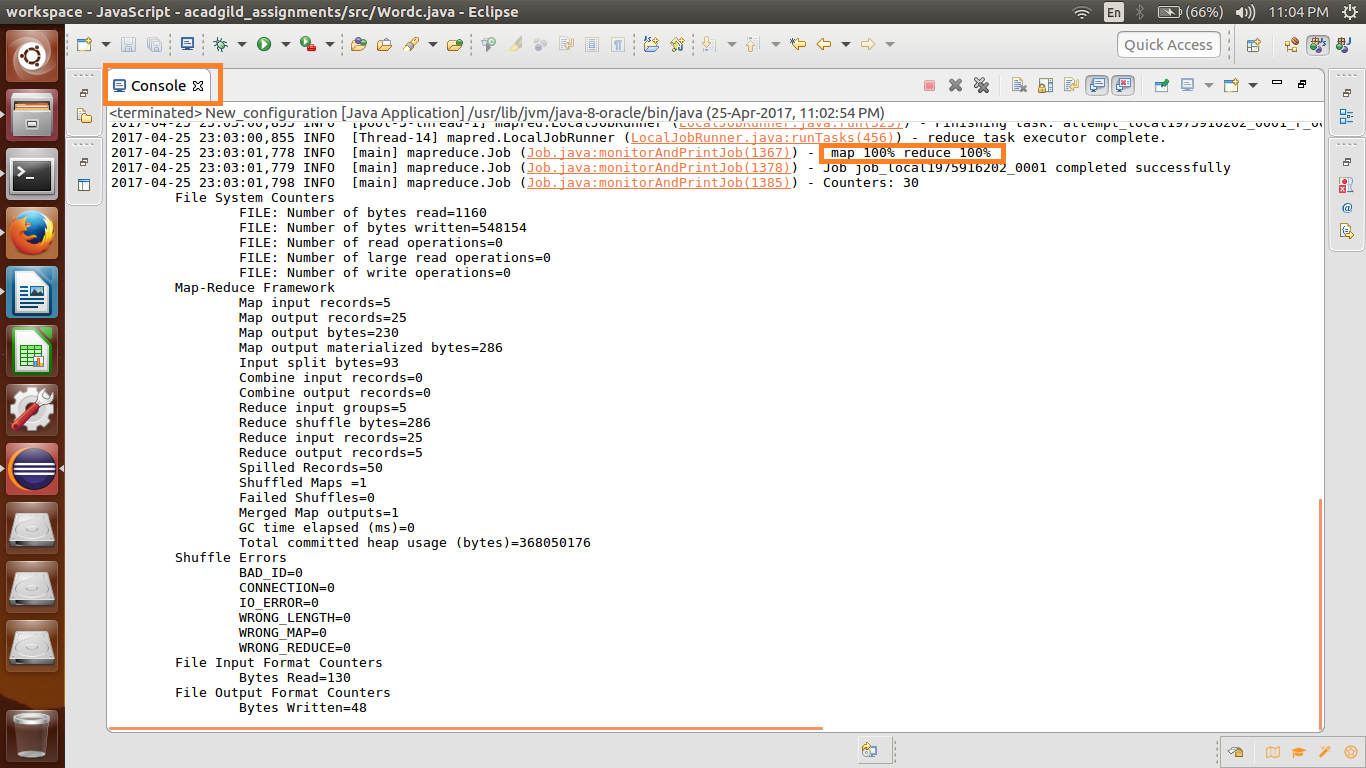 workspace - JavaScript - acadgild_assignments/src/Wordc.java - Eclipse
En
(66%)
11:04 PM
Quick Access
Console
<terminated> New_configuration [Java Application] /usr/lib/jvm/java-8-oracle/bin/java (25-Apr-2017, 11:02:54 PM)
2017-04-25 23:03:00,855 INFO [Thread-14] mapred.LocalJobRunner (LocalJobRunner.java:runTasks(456)) - reduce task executor complete.
2017-04-25 23:03:01,778 INFO [main] mapreduce.Job (Job.java:monitorAndPrintJob(1367)) - map 100% reduce 100%
2017-04-25 23:03:01,779 INFO [main] mapreduce.Job (Job.java:monitorAndPrintJob(1378)) - Job job_local1975916202_0001 completed successfully
2017-04-25 23:03:01,798 INFO [main] mapreduce.Job (Job.java:monitorAndPrintJob(1385)) - Counters: 30
File System Counters
FILE: Number of bytes read=1160
FILE: Number of bytes written=548154
FILE: Number of read operations=0
FILE: Number of large read operations=0
FILE: Number of write operations=0
Map-Reduce Framework
Map input records=5
Map output records=25
Map output bytes=230
Map output materialized bytes=286
Input split bytes=93
Combine input records=0
Combine output records=0
Reduce input groups=5
Reduce shuffle bytes=286
Reduce input records=25
Reduce output records=5
Spilled Records=50
Shuffled Maps =1
Failed Shuffles=0
Merged Map outputs=1
GC time elapsed (ms)=0
Total committed heap usage (bytes)=368050176
Shuffle Errors
BAD_ID=0
CONNECTION=0
IO_ERROR=0
WRONG_LENGTH=0
WRONG_MAP=0
WRONG_REDUCE=0
File Input Format Counters
Bytes Read=130
File Output Format Counters
Bytes Written=48